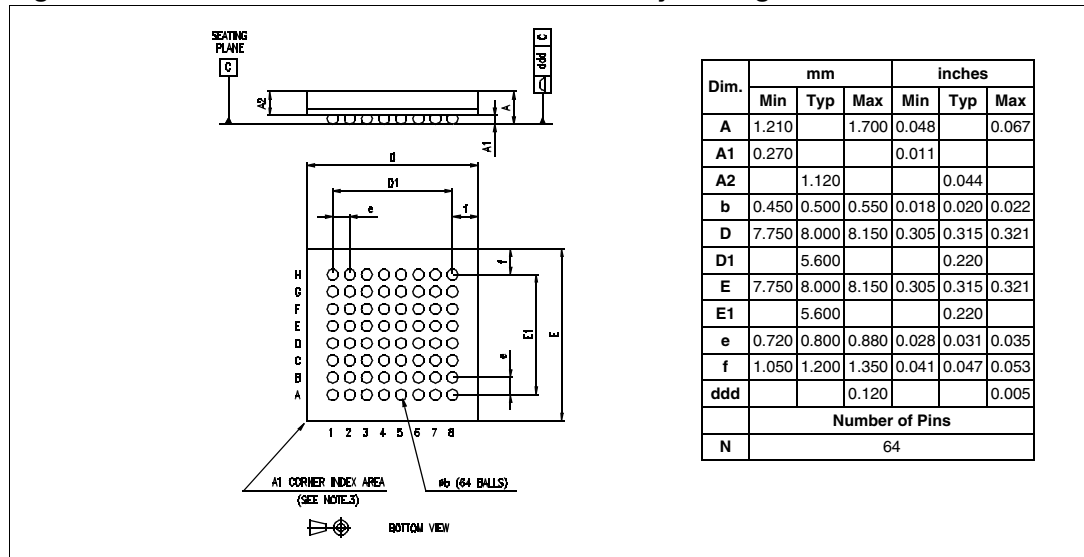 SEATING
PLANE
C
ddd C
A2
A
A1
D
D1
e
f
f
H
G
F
E
D
C
B
A
E1
E
e
1 2 3 4 5 6 7 8
A1 CORNER INDEX AREA
(SEE NOTE.3)
øb (64 BALLS)
BOTTOM VIEW
Dim. mm inches
Min Typ Max Min Typ Max
A 1.210 1.700 0.048 0.067
A1 0.270 0.011
A2 1.120 0.044
b 0.450 0.500 0.550 0.018 0.020 0.022
D 7.750 8.000 8.150 0.305 0.315 0.321
D1 5.600 0.220
E 7.750 8.000 8.150 0.305 0.315 0.321
E1 5.600 0.220
e 0.720 0.800 0.880 0.028 0.031 0.035
f 1.050 1.200 1.350 0.041 0.047 0.053
ddd 0.120 0.005
Number of Pins
N 64